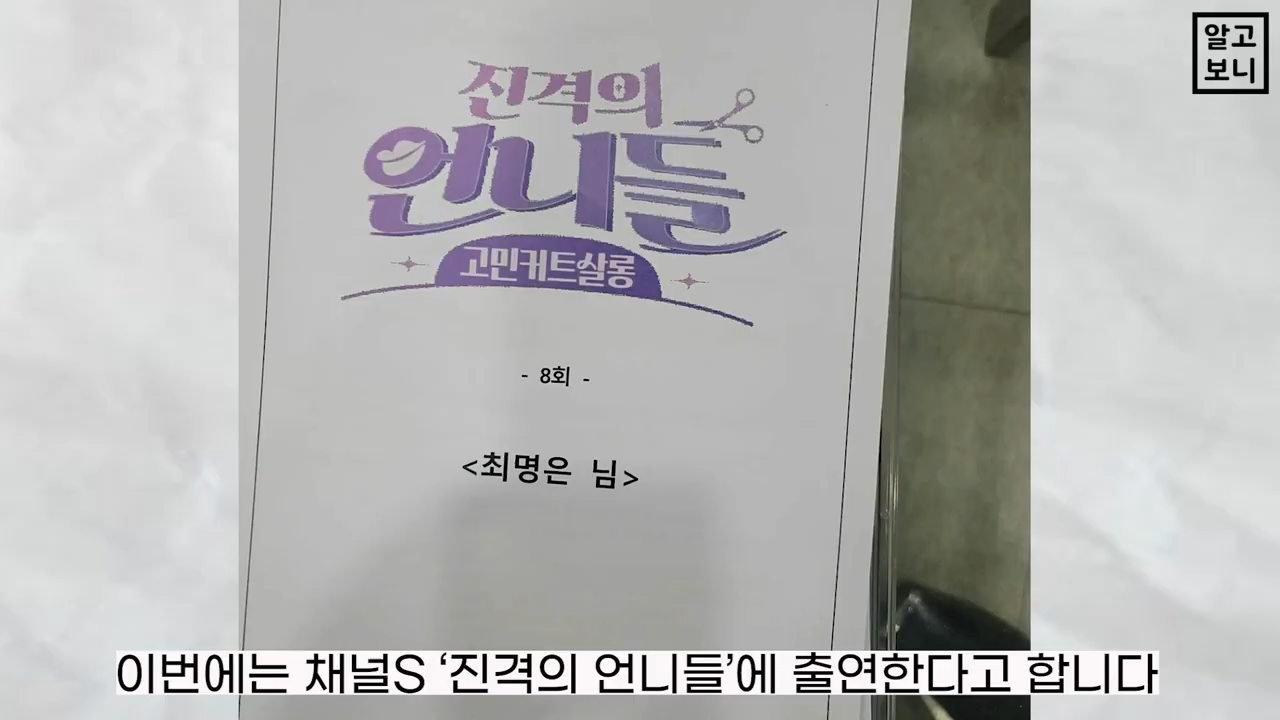 알고
보니
진격의
언니들
고민커트살롱
- 8회 -
<최명은 님>
이번에는 채널S ‘진격의 언니들’에 출연한다고 합니다